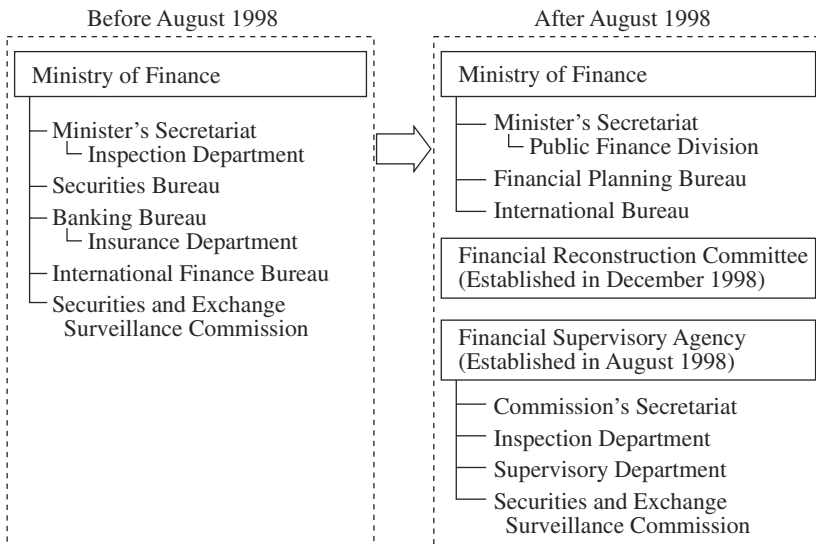 Before August 1998
Ministry of Finance
Minister's Secretariat
Inspection Department
Securities Bureau
Banking Bureau
Insurance Department
International Finance Bureau
Securities and Exchange
Surveillance Commission
After August 1998
Ministry of Finance
Minister's Secretariat
Public Finance Division
Financial Planning Bureau
International Bureau
Financial Reconstruction Committee
(Established in December 1998)
Financial Supervisory Agency
(Established in August 1998)
Commission's Secretariat
Inspection Department
Supervisory Department
Securities and Exchange
Surveillance Commission